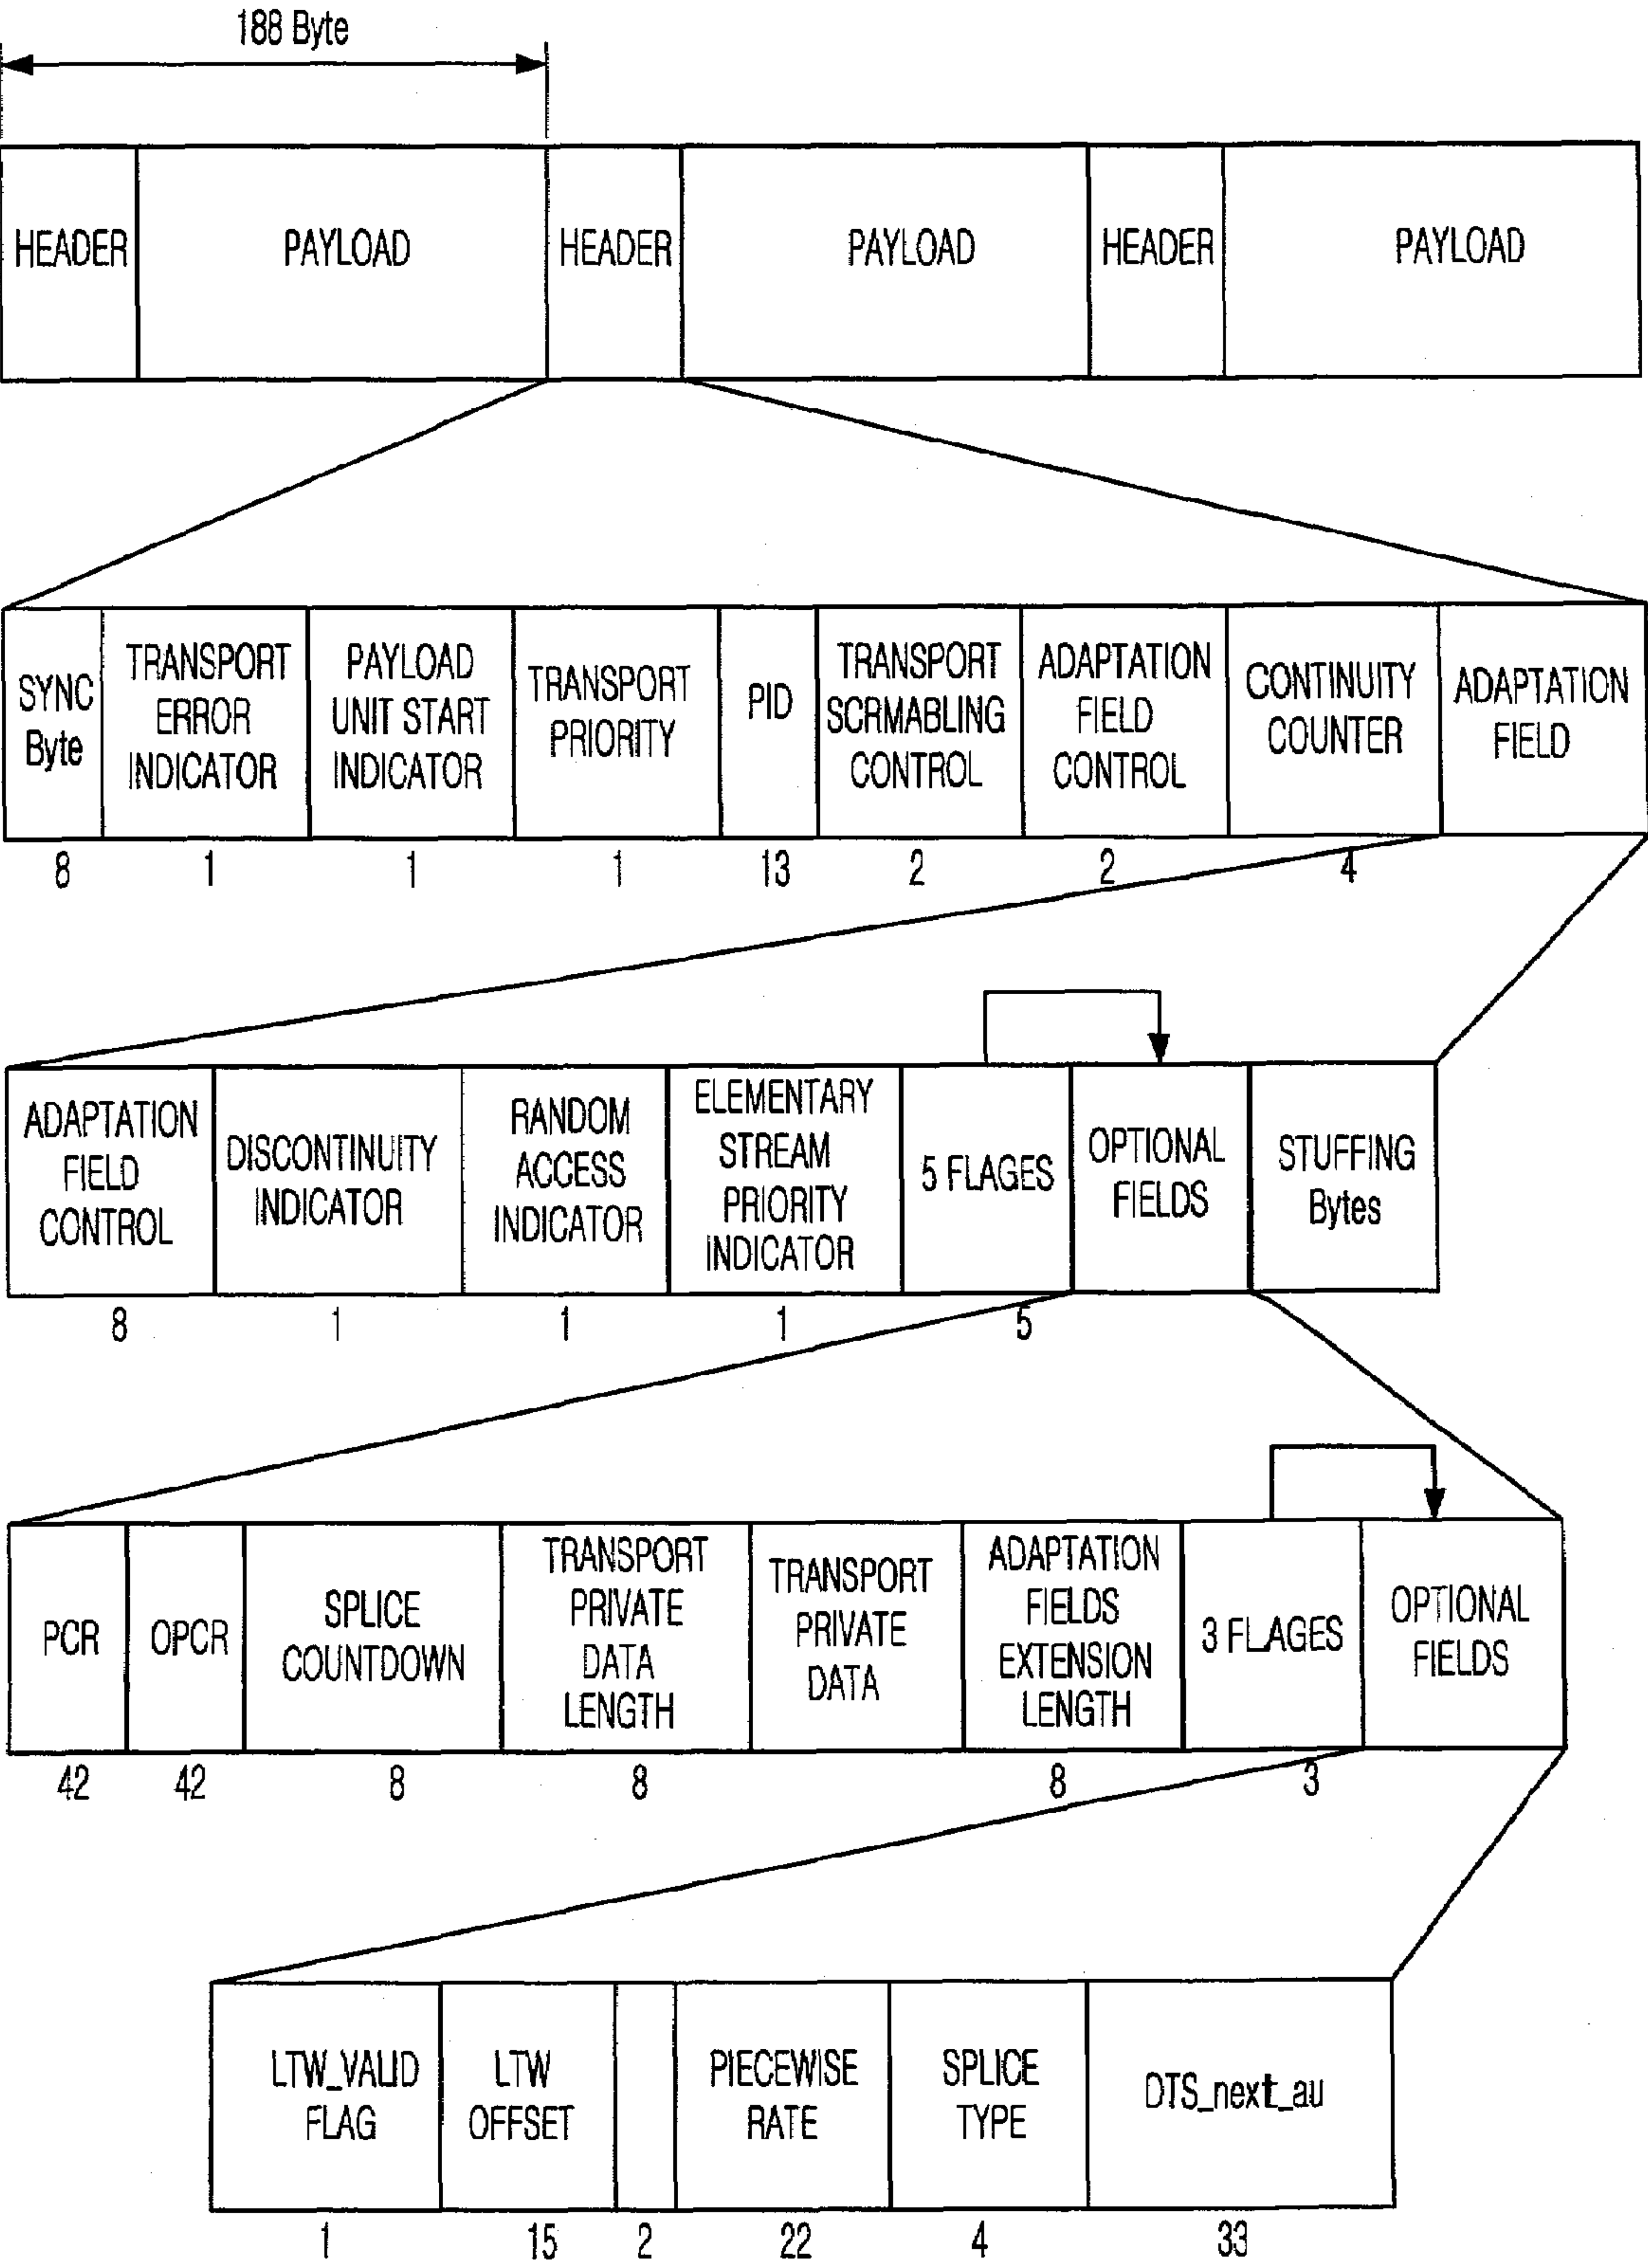 188 Byte
HEADER
PAYLOAD
HEADER
PAYLOAD
HEADER
PAYLOAD
SYNC
Byte
TRANSPORT
ERROR
INDICATOR
PAYLOAD
UNIT START
INDICATOR
TRANSPORT
PRIORITY
PID
TRANSPORT
SCRMABLING
CONTROL
ADAPTATION
FIELD
CONTROL
CONTINUITY
COUNTER
ADAPTATION
FIELD
8
1
1
1
13
2
2
4
ADAPTATION
FIELD
CONTROL
DISCONTINUITY
INDICATOR
RANDOM
ACCESS
INDICATOR
ELEMENTARY
STREAM
PRIORITY
INDICATOR
5 FLAGES
OPTIONAL
FIELDS
STUFFING
Bytes
8
1
1
1
5
PCR
OPCR
SPLICE
COUNTDOWN
TRANSPORT
PRIVATE
DATA
LENGTH
TRANSPORT
PRIVATE
DATA
ADAPTATION
FIELDS
EXTENSION
LENGTH
3 FLAGES
OPTIONAL
FIELDS
42
42
8
8
8
3
LTW_VALID
FLAG
LTW
OFFSET
PIECEWISE
RATE
SPLICE
TYPE
DTS_next_au
1
15
2
22
4
33